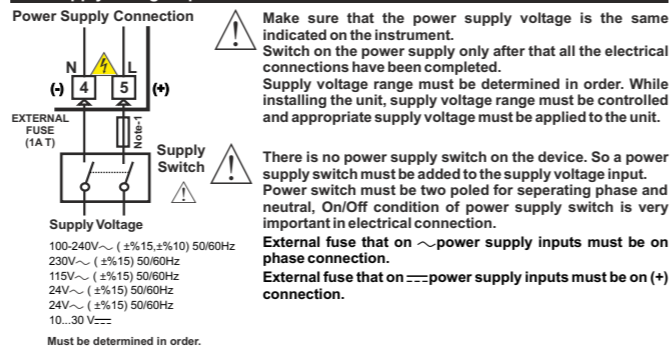 Power Supply Connection
N
L
(-)
4
5
(+)
EXTERNAL
FUSE
(1A T)
Note-1
Supply
Switch
Supply Voltage
100-240V～ ( ±%15,±%10) 50/60Hz
230V～ ( ±%15) 50/60Hz
115V～ ( ±%15) 50/60Hz
24V～ ( ±%15) 50/60Hz
24V～ ( ±%15) 50/60Hz
10...30 V⎓
Must be determined in order.
Make sure that the power supply voltage is the same
indicated on the instrument.
Switch on the power supply only after that all the electrical
connections have been completed.
Supply voltage range must be determined in order. While
installing the unit, supply voltage range must be controlled
and appropriate supply voltage must be applied to the unit.
There is no power supply switch on the device. So a power
supply switch must be added to the supply voltage input.
Power switch must be two poled for seperating phase and
neutral, On/Off condition of power supply switch is very
important in electrical connection.
External fuse that on ～power supply inputs must be on
phase connection.
External fuse that on ⎓power supply inputs must be on (+)
connection.